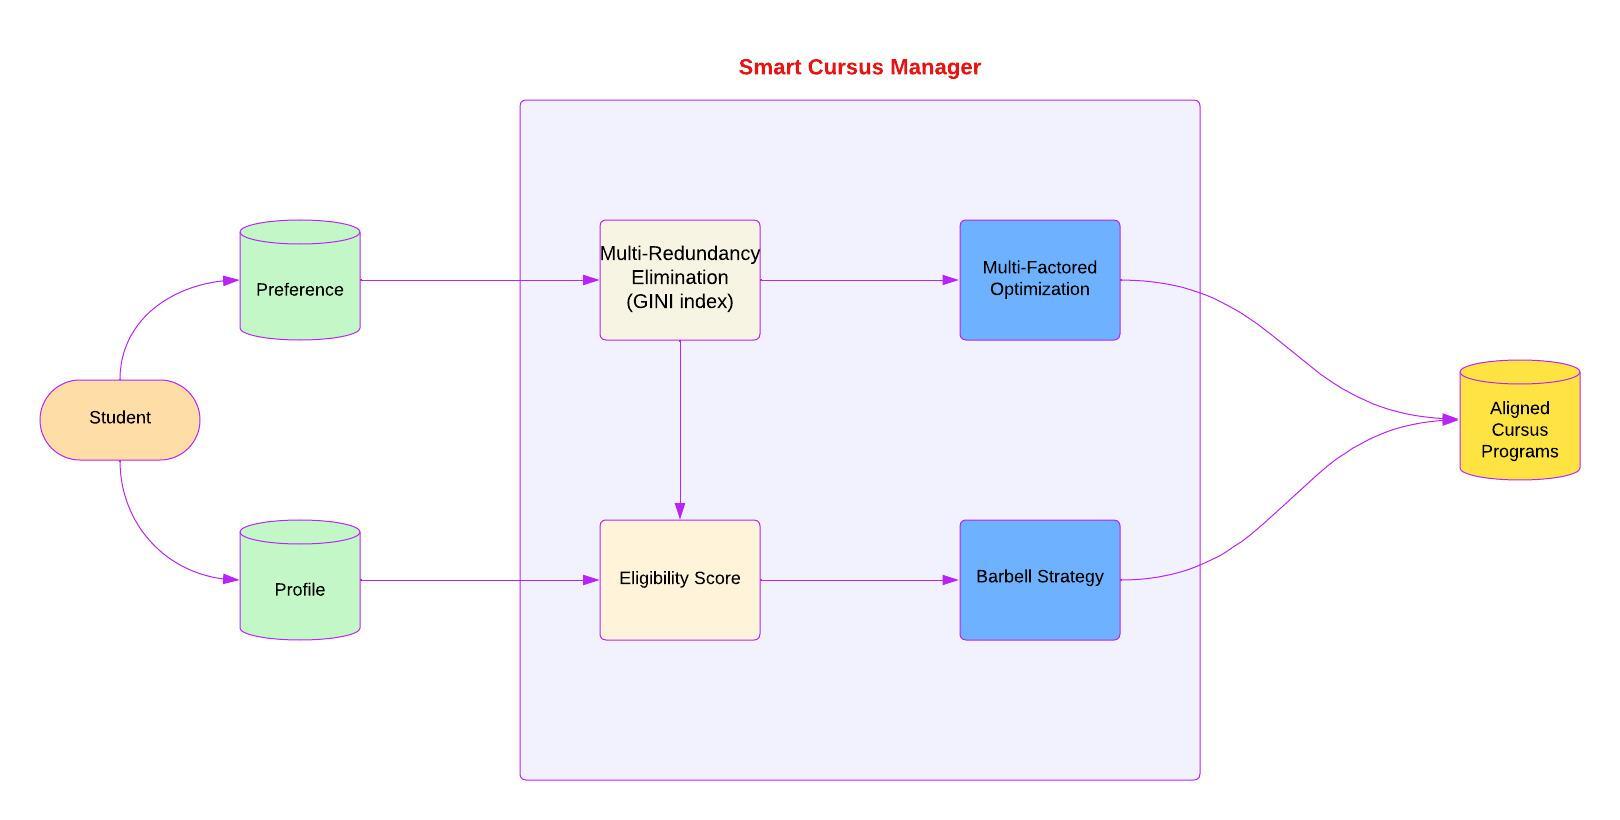 Smart Cursus Manager
Preference
Multi-Redundancy
Elimination
(GINI index)
Multi-Factored
Optimization
Student
Aligned
Cursus
Programs
Profile
Eligibility Score
Barbell Strategy